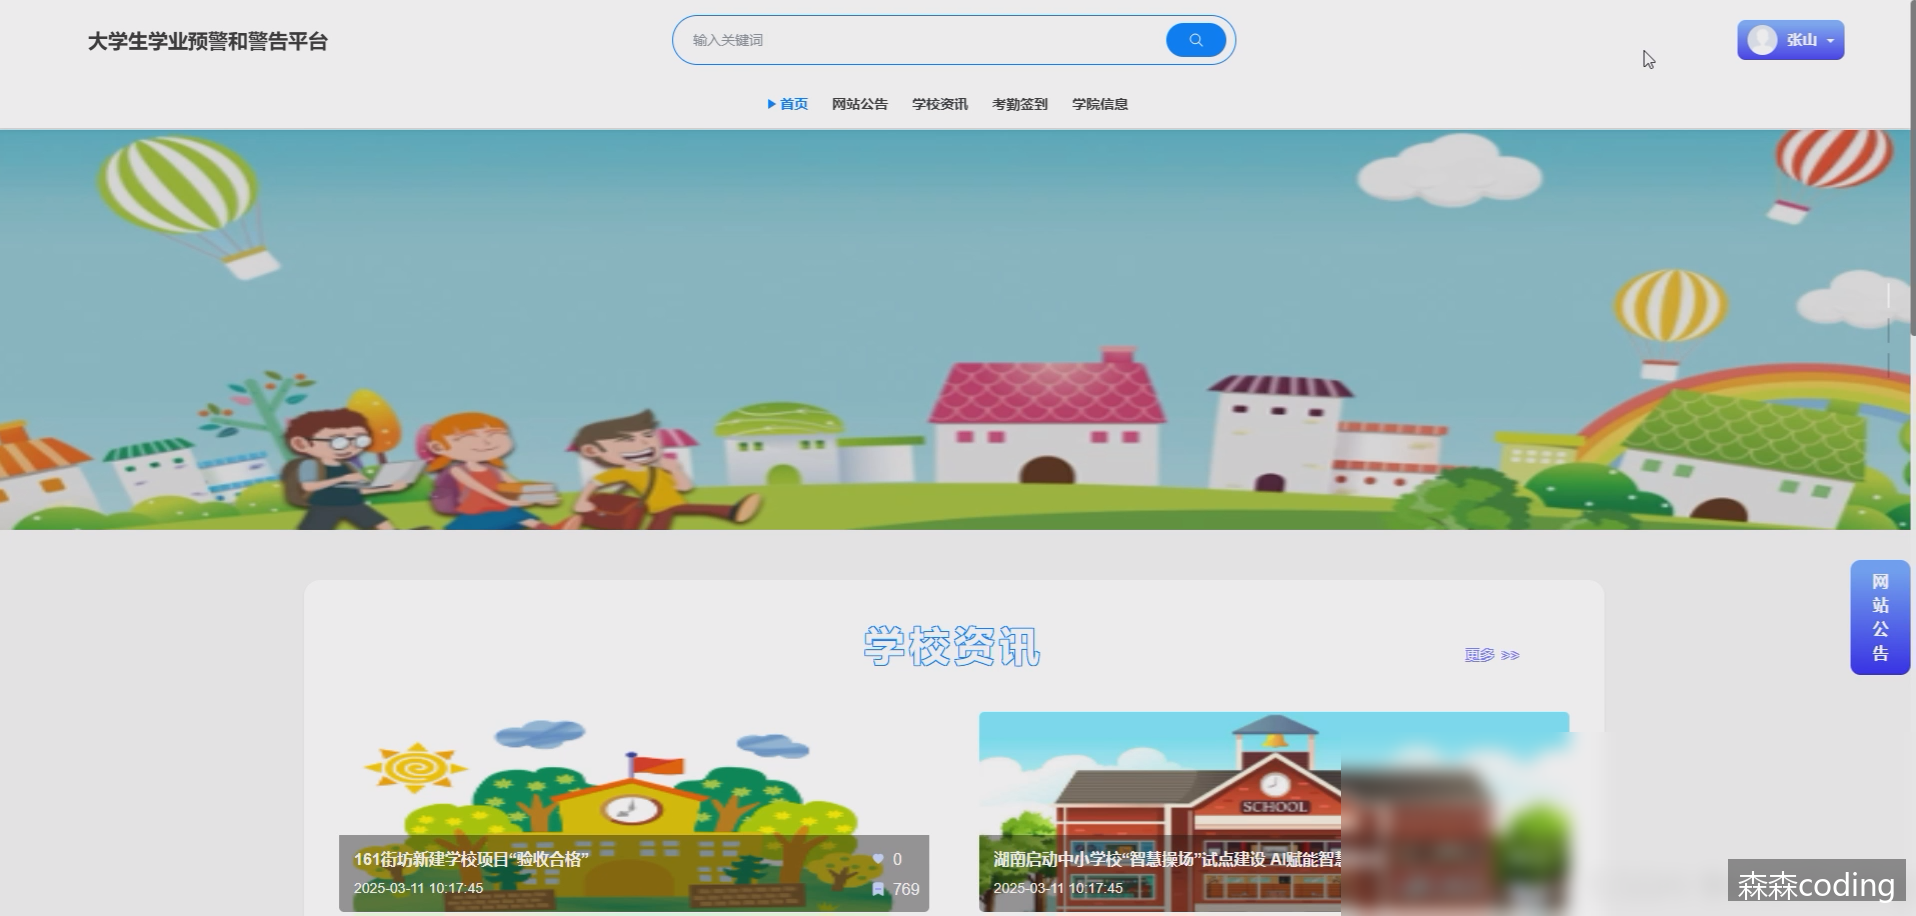 大学生学业预警和警告平台
输入关键词
张山
首页
网站公告
学校资讯
考勤签到
学院信息
网站公告
学校资讯
更多 >>
SCHOOL
161街坊新建学校项目“验收合格”
0
2025-03-11 10:17:45
769
湖南启动中小学校“智慧操场”试点建设 AI赋能智慧
2025-03-11 10:17:45
森森coding